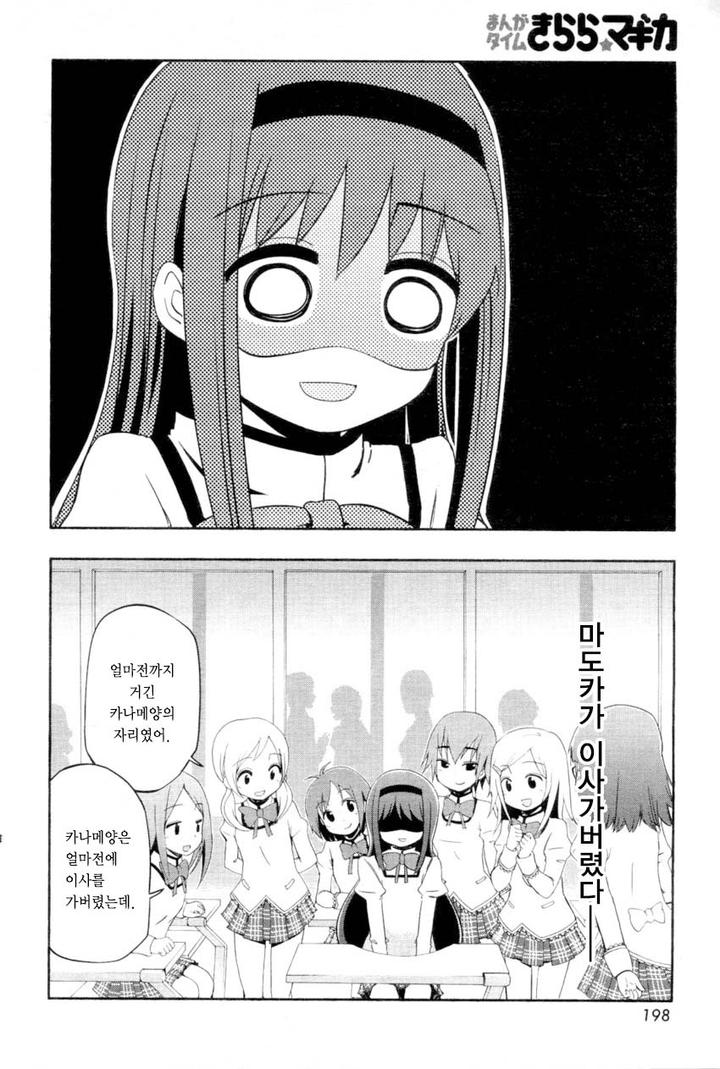 まんが
タイム
きらら☆マギカ
마도카가 이사가버렸다——
얼마전까지
거긴
카나메양의
자리였어.
카나메양은
얼마전에
이사를
가버렸는데.
198